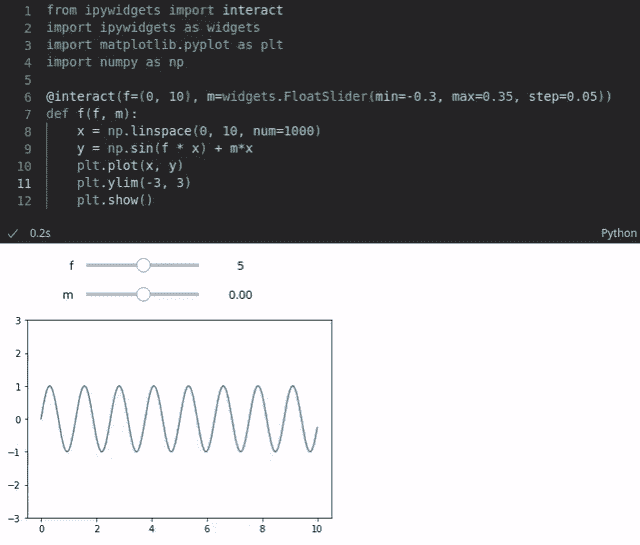 1 from ipywidgets import interact
2 import ipywidgets as widgets
3 import matplotlib.pyplot as plt
4 import numpy as np
5
6 @interact(f=(0, 10), m=widgets.FloatSlider(min=-0.3, max=0.35, step=0.05))
7 def f(f, m):
8     x = np.linspace(0, 10, num=1000)
9     y = np.sin(f * x) + m*x
10     plt.plot(x, y)
11     plt.ylim(-3, 3)
12     plt.show()
✓ 0.2s Python
f 5
m 0.00
3
2
1
0
−1
−2
−3
0 2 4 6 8 10